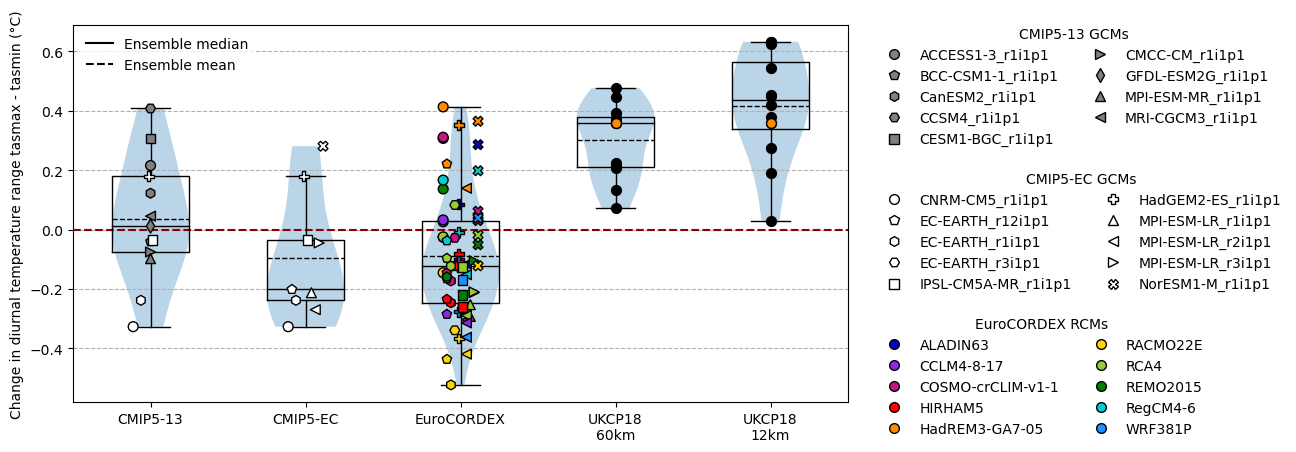 Change in diurnal temperature range tasmax - tasmin (°C)
0.6
0.4
0.2
0.0
−0.2
−0.4
Ensemble median
Ensemble mean
CMIP5-13
CMIP5-EC
EuroCORDEX
UKCP18
60km
UKCP18
12km
CMIP5-13 GCMs
ACCESS1-3_r1i1p1
BCC-CSM1-1_r1i1p1
CanESM2_r1i1p1
CCSM4_r1i1p1
CESM1-BGC_r1i1p1
CMCC-CM_r1i1p1
GFDL-ESM2G_r1i1p1
MPI-ESM-MR_r1i1p1
MRI-CGCM3_r1i1p1
CMIP5-EC GCMs
CNRM-CM5_r1i1p1
EC-EARTH_r12i1p1
EC-EARTH_r1i1p1
EC-EARTH_r3i1p1
IPSL-CM5A-MR_r1i1p1
HadGEM2-ES_r1i1p1
MPI-ESM-LR_r1i1p1
MPI-ESM-LR_r2i1p1
MPI-ESM-LR_r3i1p1
NorESM1-M_r1i1p1
EuroCORDEX RCMs
ALADIN63
CCLM4-8-17
COSMO-crCLIM-v1-1
HIRHAM5
HadREM3-GA7-05
RACMO22E
RCA4
REMO2015
RegCM4-6
WRF381P